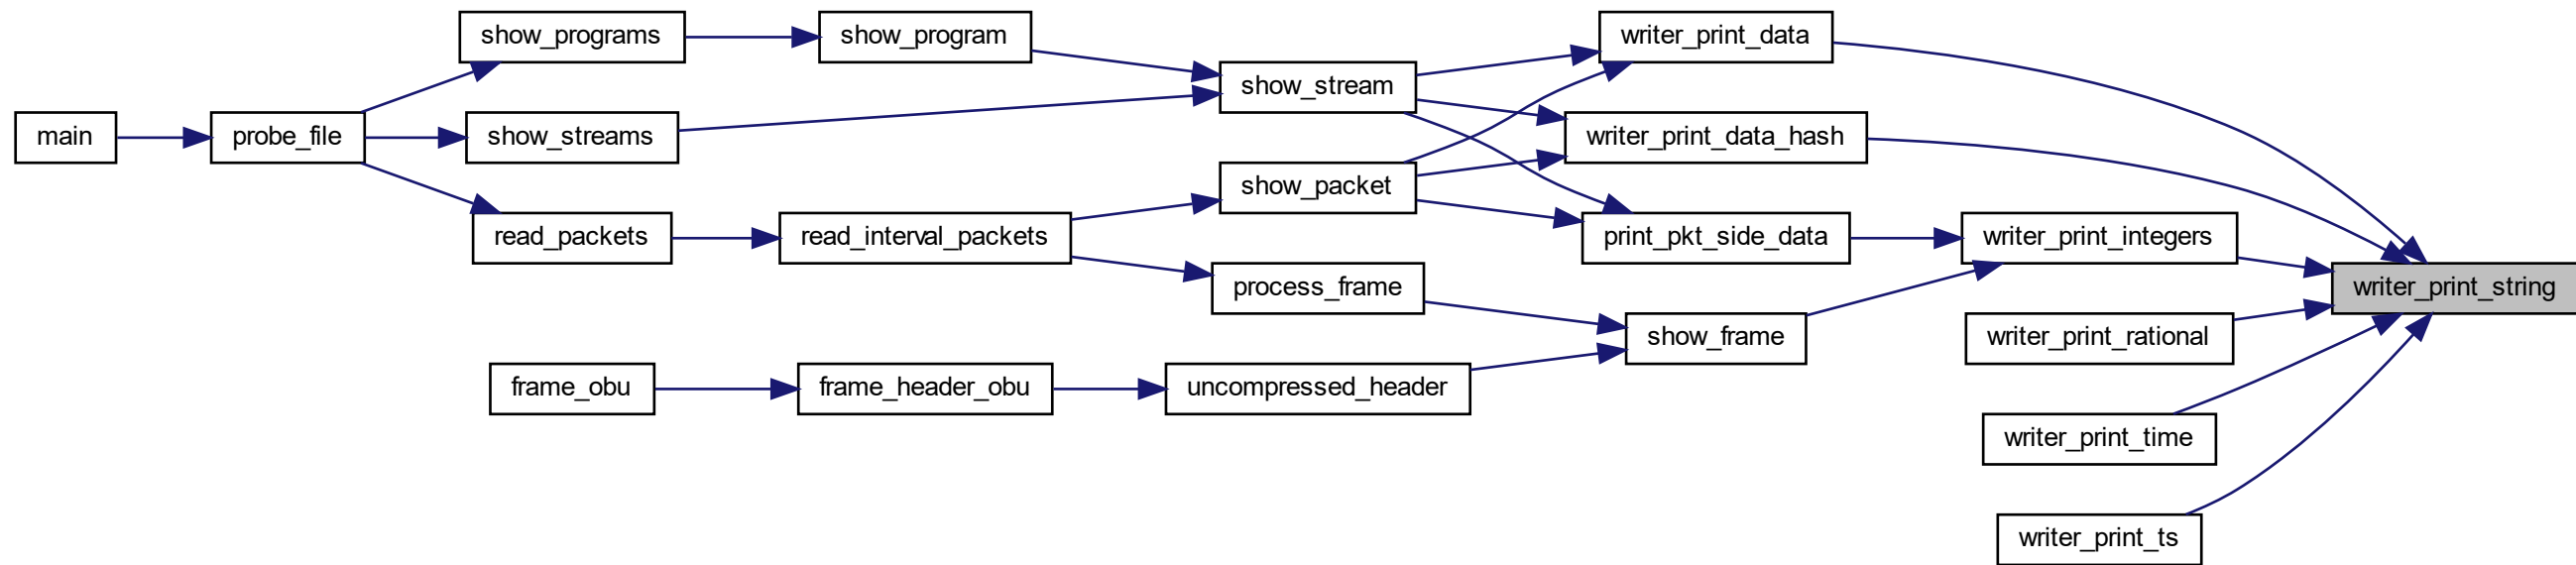 show_programs
show_program
writer_print_data
show_stream
main
probe_file
show_streams
writer_print_data_hash
show_packet
read_packets
read_interval_packets
print_pkt_side_data
writer_print_integers
process_frame
writer_print_string
show_frame
writer_print_rational
frame_obu
frame_header_obu
uncompressed_header
writer_print_time
writer_print_ts